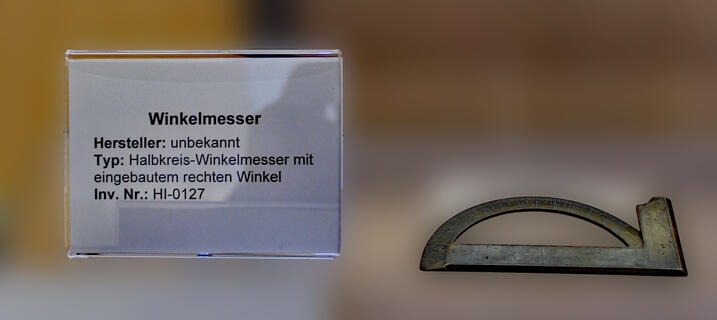 Winkelmesser
Hersteller: unbekannt
Typ: Halbkreis-Winkelmesser mit
eingebautem rechten Winkel
Inv. Nr.: HI-0127